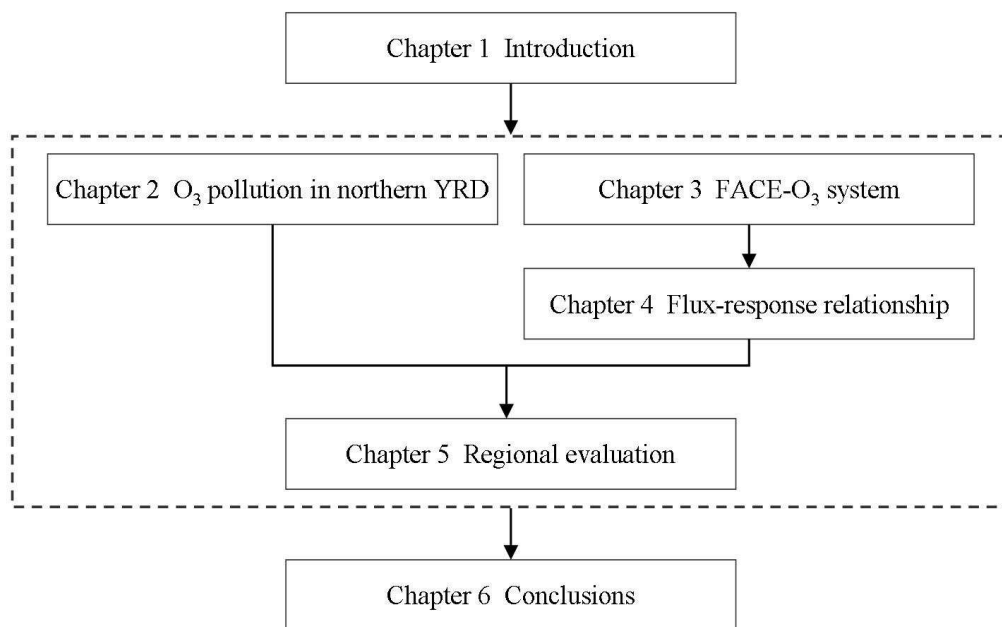 Chapter 1  Introduction
Chapter 2  O₃ pollution in northern YRD
Chapter 3  FACE-O₃ system
Chapter 4  Flux-response relationship
Chapter 5  Regional evaluation
Chapter 6  Conclusions